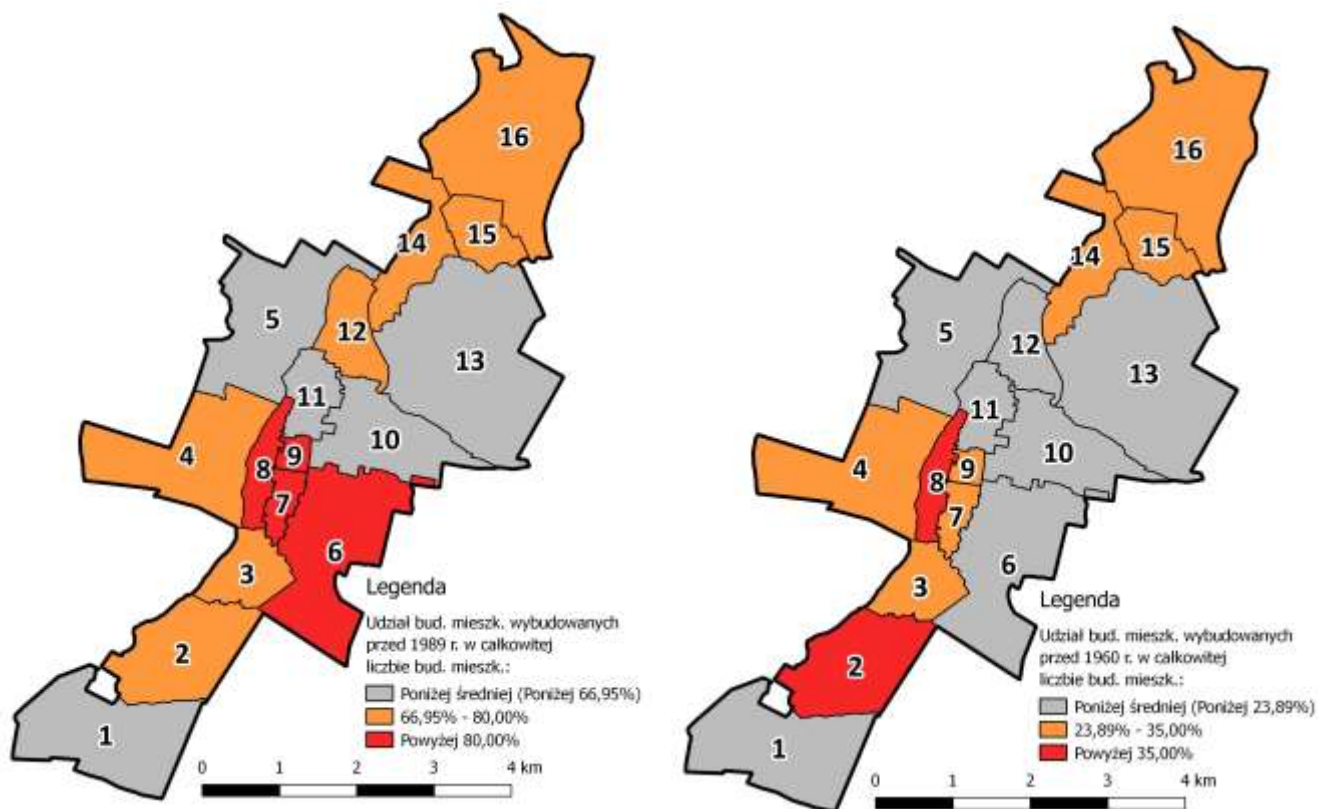 16
15
14
5
12
13
11
10
4
9
8
7
6
3
2
1
Legenda
Udział bud. mieszk. wybudowanych
przed 1989 r. w całkowitej
liczbie bud. mieszk.:
Poniżej średniej (Poniżej 66,95%)
66,95% - 80,00%
Powyżej 80,00%
0 1 2 3 4 km
16
15
14
5
12
13
11
10
4
9
8
7
6
3
2
1
Legenda
Udział bud. mieszk. wybudowanych
przed 1960 r. w całkowitej
liczbie bud. mieszk.:
Poniżej średniej (Poniżej 23,89%)
23,89% - 35,00%
Powyżej 35,00%
0 1 2 3 4 km